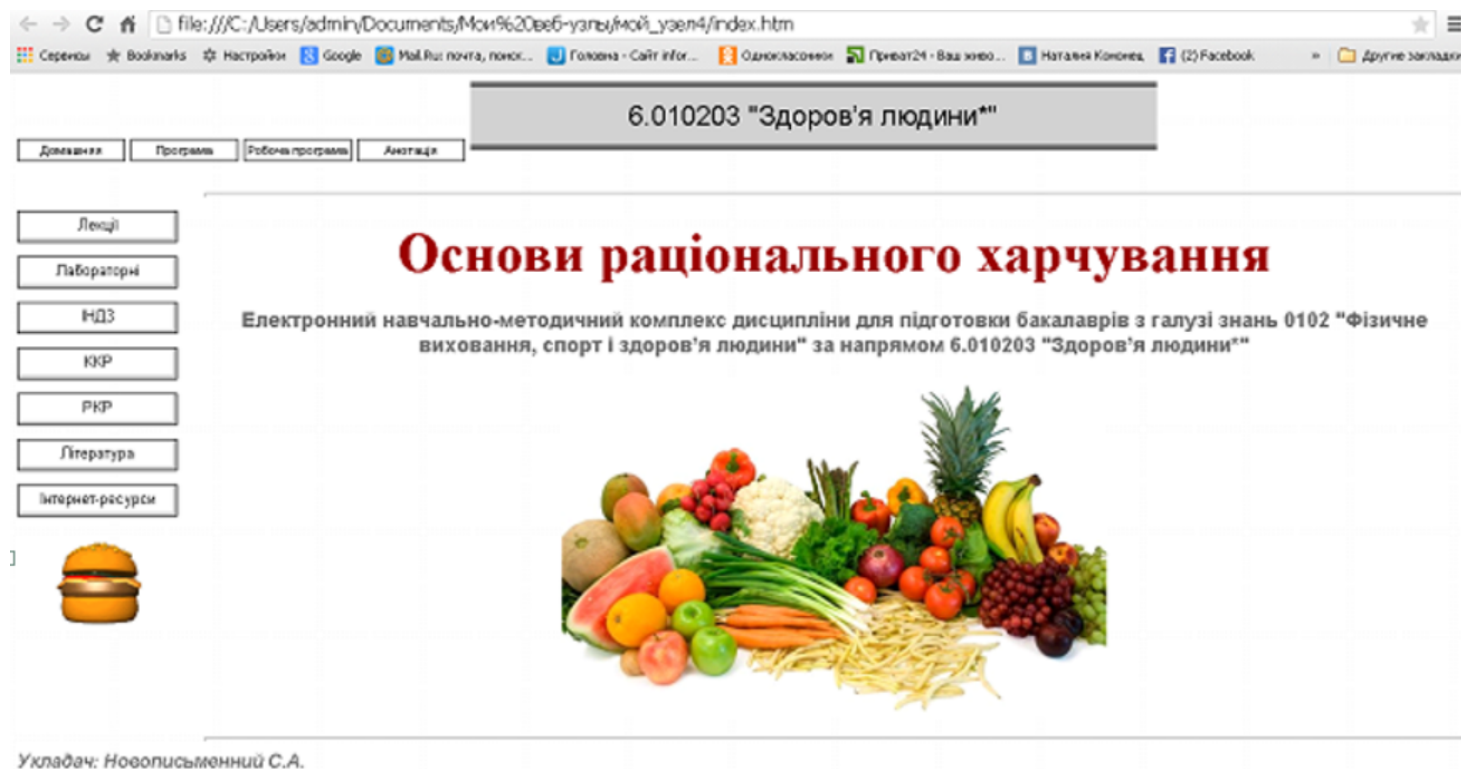 file:///C:/Users/admin/Documents/Мои%20веб-узлы/мой_узел4/index.htm
Сервисы Bookmarks Настройки Google Mail.Ru: почта, поиск... Головна - Сайт infor... Одноклассники Приват24 - Ваш живо... Наталия Кононец (2) Facebook » Другие закладки
6.010203 "Здоров'я людини*"
Домашняя Програма Робоча програма Анотація
Лекції
Лабораторні
ІНДЗ
ККР
РКР
Література
Інтернет-ресурси
Основи раціонального харчування
Електронний навчально-методичний комплекс дисципліни для підготовки бакалаврів з галузі знань 0102 "Фізичне
виховання, спорт і здоров'я людини" за напрямом 6.010203 "Здоров'я людини*"
Укладач: Новописьменний С.А.